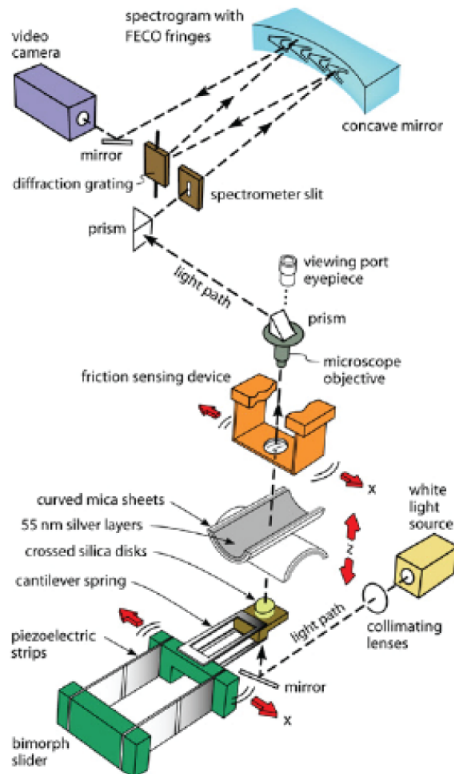 spectrogram with
FECO fringes
video
camera
concave mirror
mirror
diffraction grating
spectrometer slit
prism
viewing port
eyepiece
light path
prism
microscope
objective
friction sensing device
x
curved mica sheets
55 nm silver layers
crossed silica disks
cantilever spring
z
white
light
source
piezoelectric
strips
light path
collimating
lenses
mirror
x
bimorph
slider